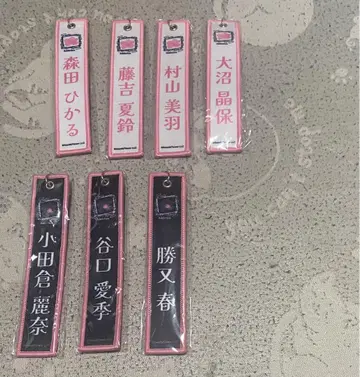 森田 ひかる
藤吉 夏鈴
村山 美羽
大沼 晶保
小田倉 麗奈
谷口 愛季
勝又 春